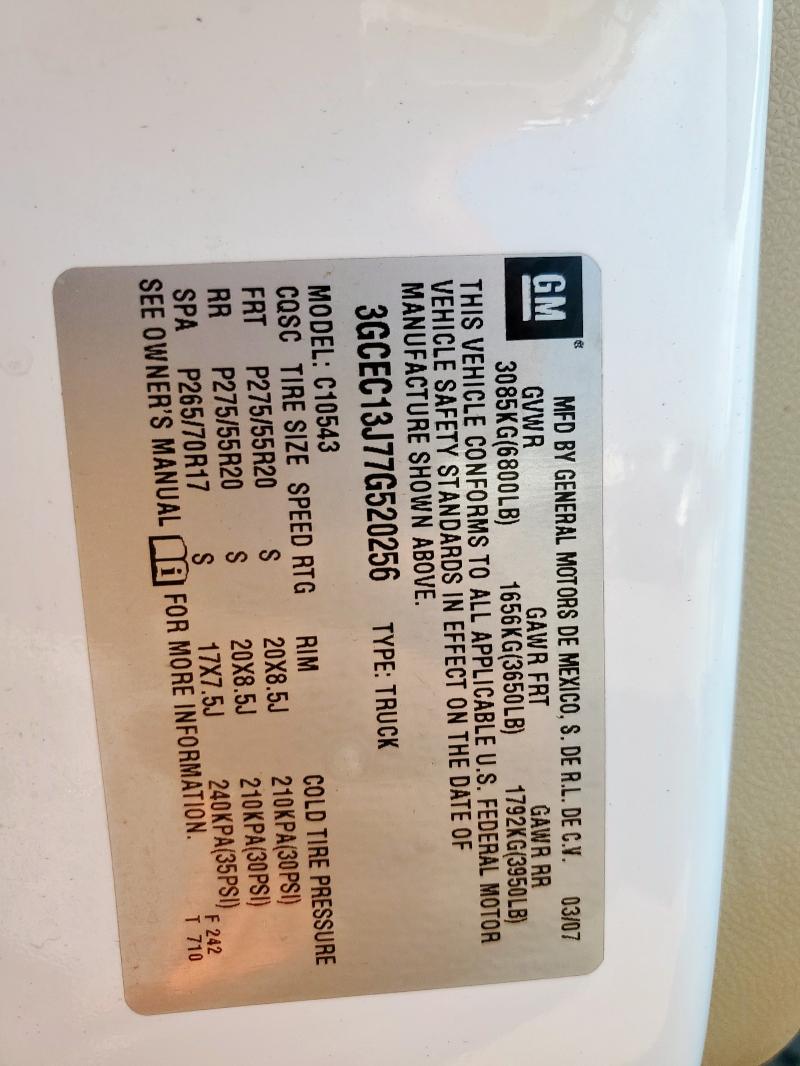 GM®
MFD BY GENERAL MOTORS DE MEXICO, S. DE R.L. DE C.V. 03/07
GVWR GAWR FRT GAWR RR
3085KG(6800LB) 1656KG(3650LB) 1792KG(3950LB)
THIS VEHICLE CONFORMS TO ALL APPLICABLE U.S. FEDERAL MOTOR
VEHICLE SAFETY STANDARDS IN EFFECT ON THE DATE OF
MANUFACTURE SHOWN ABOVE.
3GCEC13J77G520256 TYPE: TRUCK
MODEL: C10543
CQSC TIRE SIZE SPEED RTG RIM COLD TIRE PRESSURE
FRT P275/55R20 S 20X8.5J 210KPA(30PSI)
RR P275/55R20 S 20X8.5J 210KPA(30PSI)
SPA P265/70R17 S 17X7.5J 240KPA(35PSI) F 242
SEE OWNER'S MANUAL i FOR MORE INFORMATION. T 710